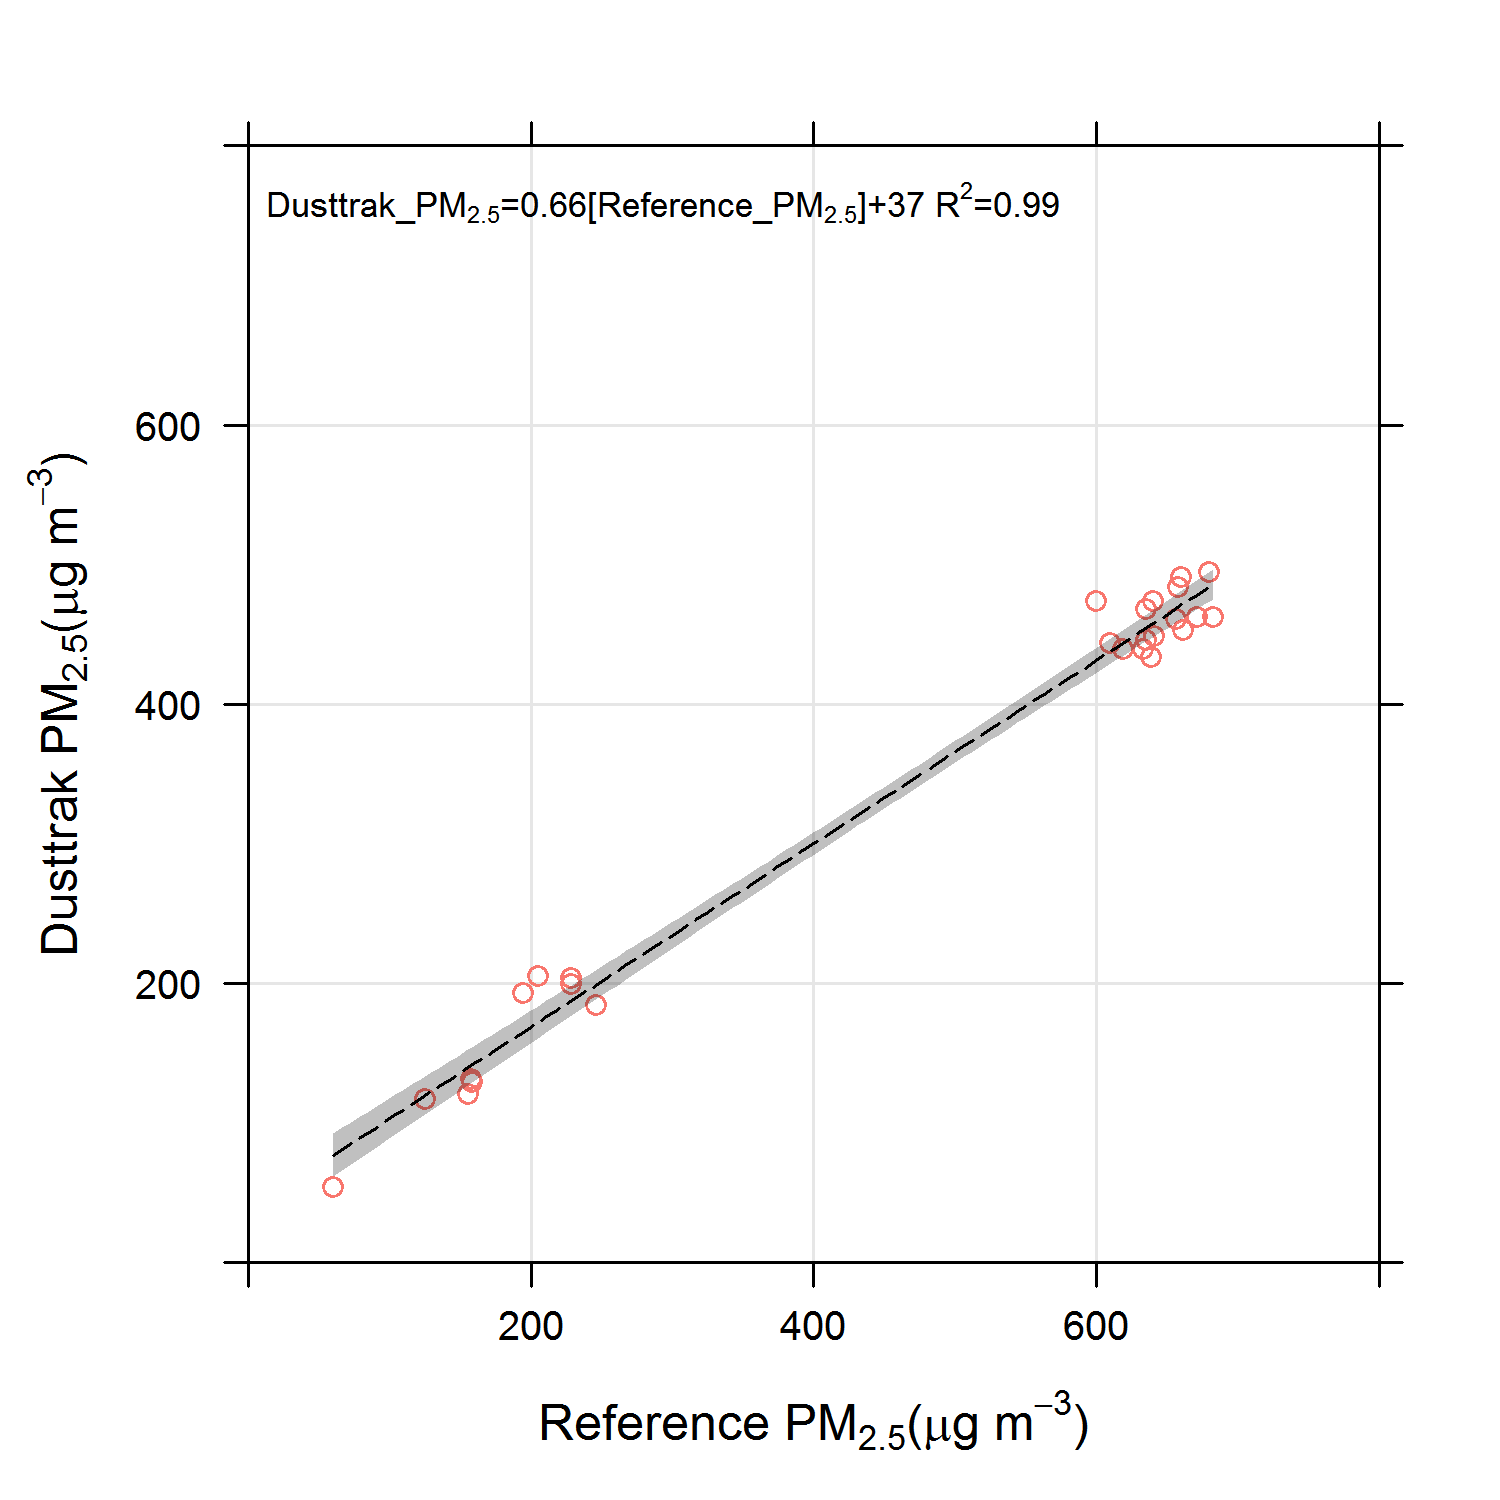 Dusttrak_PM2.5=0.66[Reference_PM2.5]+37 R²=0.99
600
400
200
Dusttrak PM2.5(μg m⁻³)
200 400 600
Reference PM2.5(μg m⁻³)